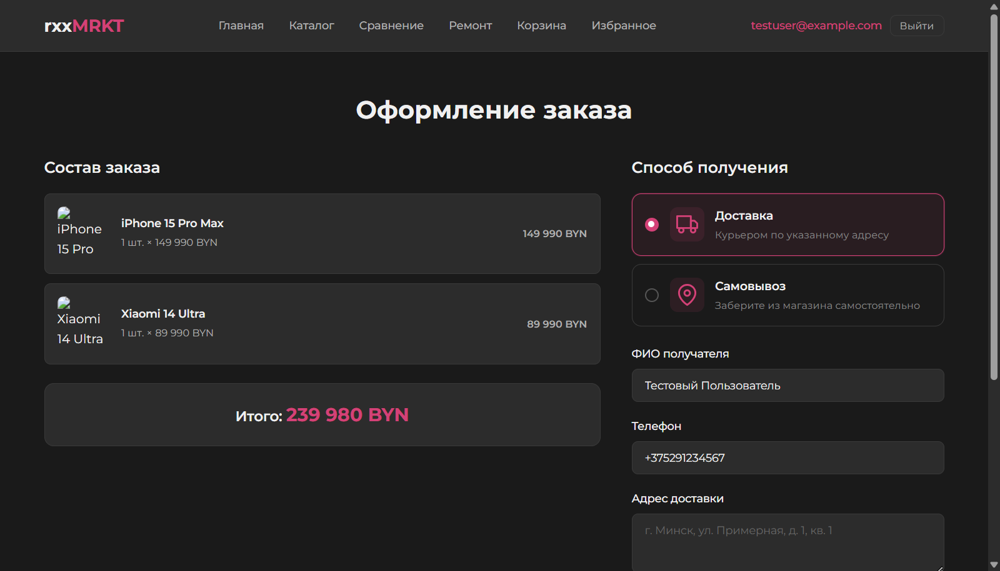 rxxMRKT
Главная
Каталог
Сравнение
Ремонт
Корзина
Избранное
testuser@example.com
Выйти
Оформление заказа
Состав заказа
iPhone
15 Pro
iPhone 15 Pro Max
1 шт. × 149 990 BYN
149 990 BYN
Xiaomi
14 Ultra
Xiaomi 14 Ultra
1 шт. × 89 990 BYN
89 990 BYN
Итого: 239 980 BYN
Способ получения
Доставка
Курьером по указанному адресу
Самовывоз
Заберите из магазина самостоятельно
ФИО получателя
Тестовый Пользователь
Телефон
+375291234567
Адрес доставки
г. Минск, ул. Примерная, д. 1, кв. 1